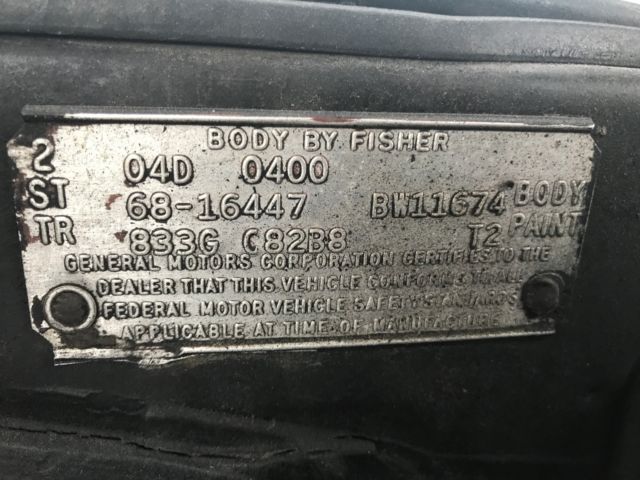 BODY BY FISHER
2 04D 0400
ST 68-16447 BW11674 BODY
TR 833G C82B8 T2 PAINT
GENERAL MOTORS CORPORATION CERTIFIES TO THE
DEALER THAT THIS VEHICLE CONFORMS TO ALL
FEDERAL MOTOR VEHICLE SAFETY STANDARDS
APPLICABLE AT TIME OF MANUFACTURE